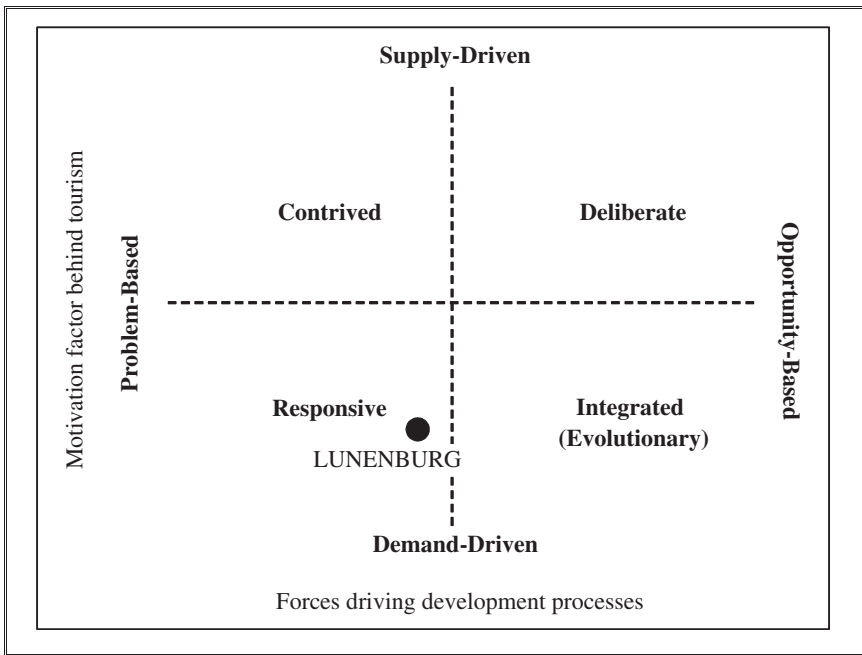 Supply-Driven
Motivation factor behind tourism
Problem-Based
Contrived
Deliberate
Opportunity-Based
Responsive
LUNENBURG
Integrated
(Evolutionary)
Demand-Driven
Forces driving development processes